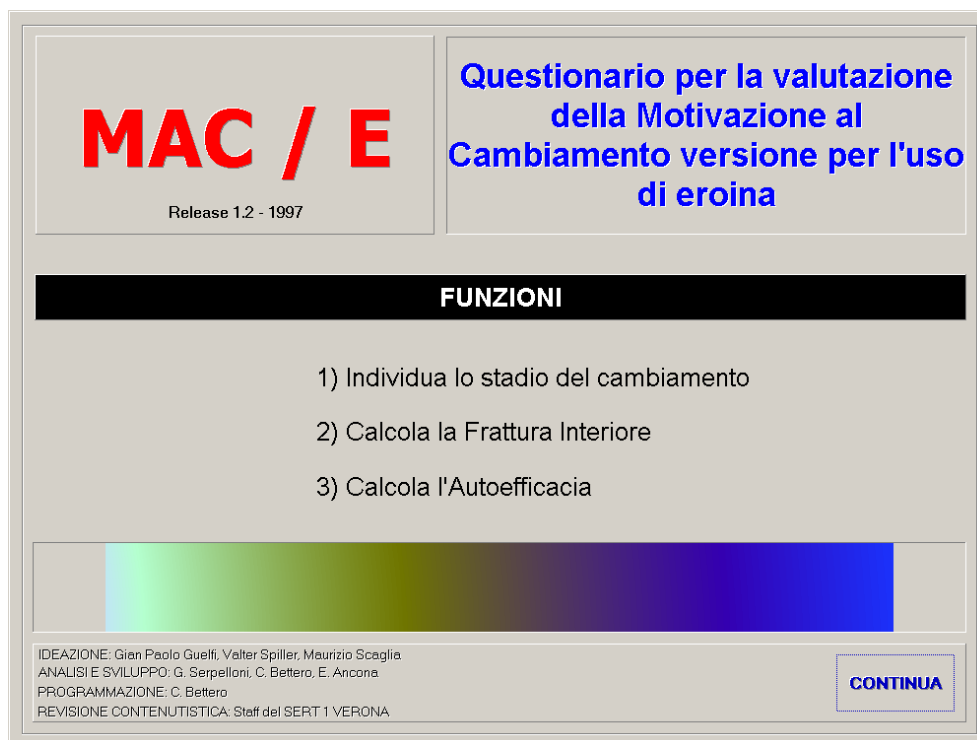 MAC / E
Release 1.2 - 1997
Questionario per la valutazione
della Motivazione al
Cambiamento versione per l'uso
di eroina
FUNZIONI
1) Individua lo stadio del cambiamento
2) Calcola la Frattura Interiore
3) Calcola l'Autoefficacia
IDEAZIONE: Gian Paolo Guelfi, Valter Spiller, Maurizio Scaglia
ANALISI E SVILUPPO: G. Serpelloni, C. Bettero, E. Ancona
PROGRAMMAZIONE: C. Bettero
REVISIONE CONTENUTISTICA: Staff del SERT 1 VERONA
CONTINUA